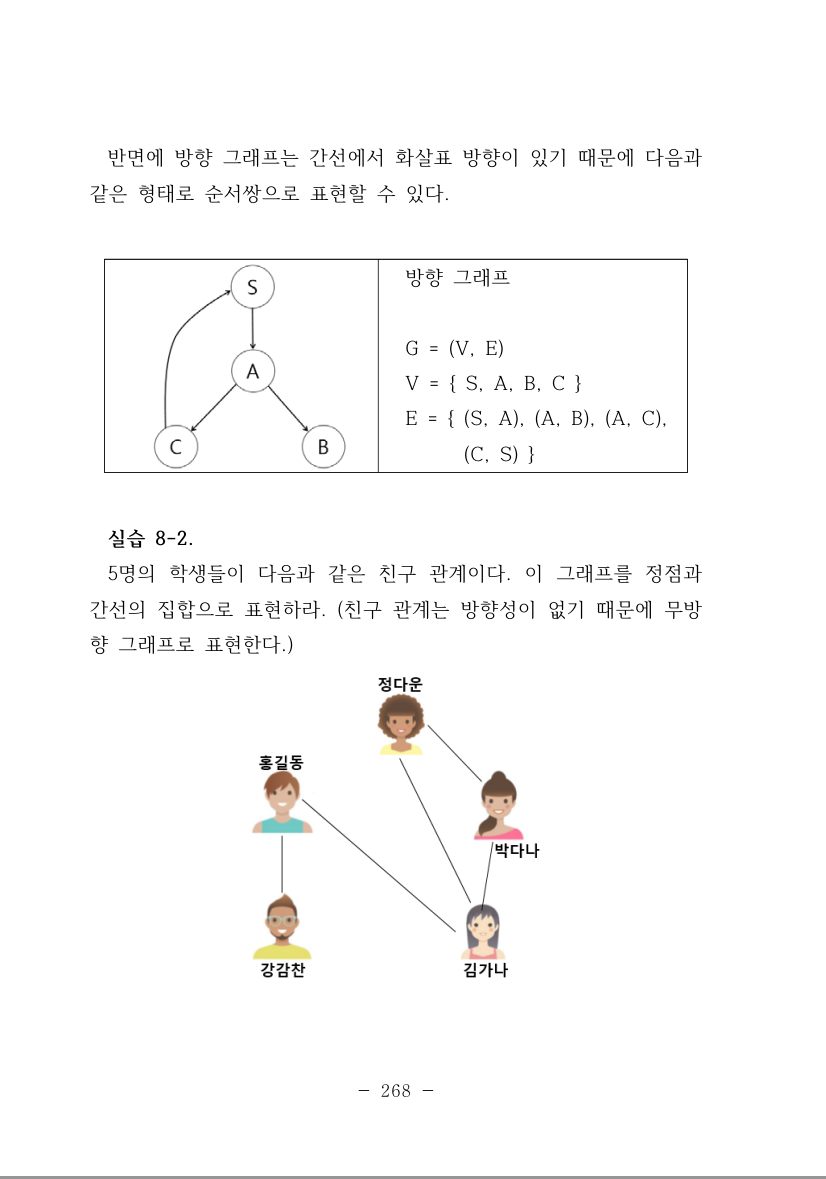 반면에 방향 그래프는 간선에서 화살표 방향이 있기 때문에 다음과
같은 형태로 순서쌍으로 표현할 수 있다.
S
A
C
B
방향 그래프
G = (V, E)
V = { S, A, B, C }
E = { (S, A), (A, B), (A, C),
(C, S) }
실습 8-2.
5명의 학생들이 다음과 같은 친구 관계이다. 이 그래프를 정점과
간선의 집합으로 표현하라. (친구 관계는 방향성이 없기 때문에 무방
향 그래프로 표현한다.)
정다운
홍길동
박다나
강감찬
김가나
- 268 -